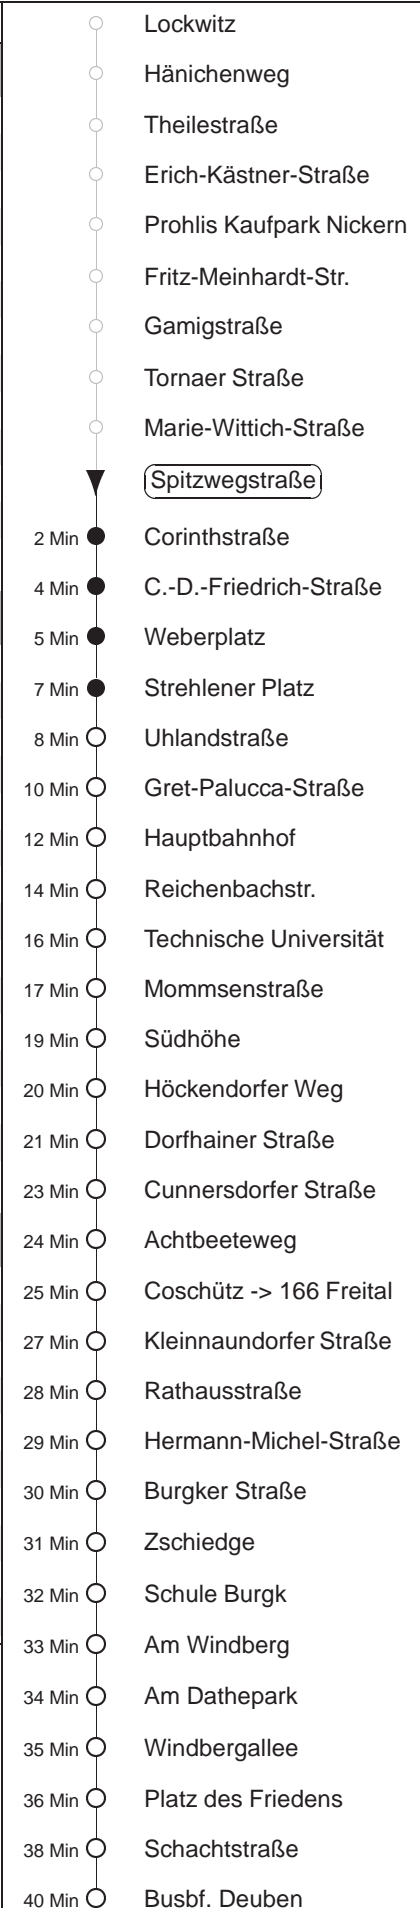 Lockwitz
Hänichenweg
Theilestraße
Erich-Kästner-Straße
Prohlis Kaufpark Nickern
Fritz-Meinhardt-Str.
Gamigstraße
Tornaer Straße
Marie-Wittich-Straße
Spitzwegstraße
2 Min Corinthstraße
4 Min C.-D.-Friedrich-Straße
5 Min Weberplatz
7 Min Strehlener Platz
8 Min Uhlandstraße
10 Min Gret-Palucca-Straße
12 Min Hauptbahnhof
14 Min Reichenbachstr.
16 Min Technische Universität
17 Min Mommsenstraße
19 Min Südhöhe
20 Min Höckendorfer Weg
21 Min Dorfhainer Straße
23 Min Cunnersdorfer Straße
24 Min Achtbeeteweg
25 Min Coschütz -> 166 Freital
27 Min Kleinnaundorfer Straße
28 Min Rathausstraße
29 Min Hermann-Michel-Straße
30 Min Burgker Straße
31 Min Zschiedge
32 Min Schule Burgk
33 Min Am Windberg
34 Min Am Dathepark
35 Min Windbergallee
36 Min Platz des Friedens
38 Min Schachtstraße
40 Min Busbf. Deuben